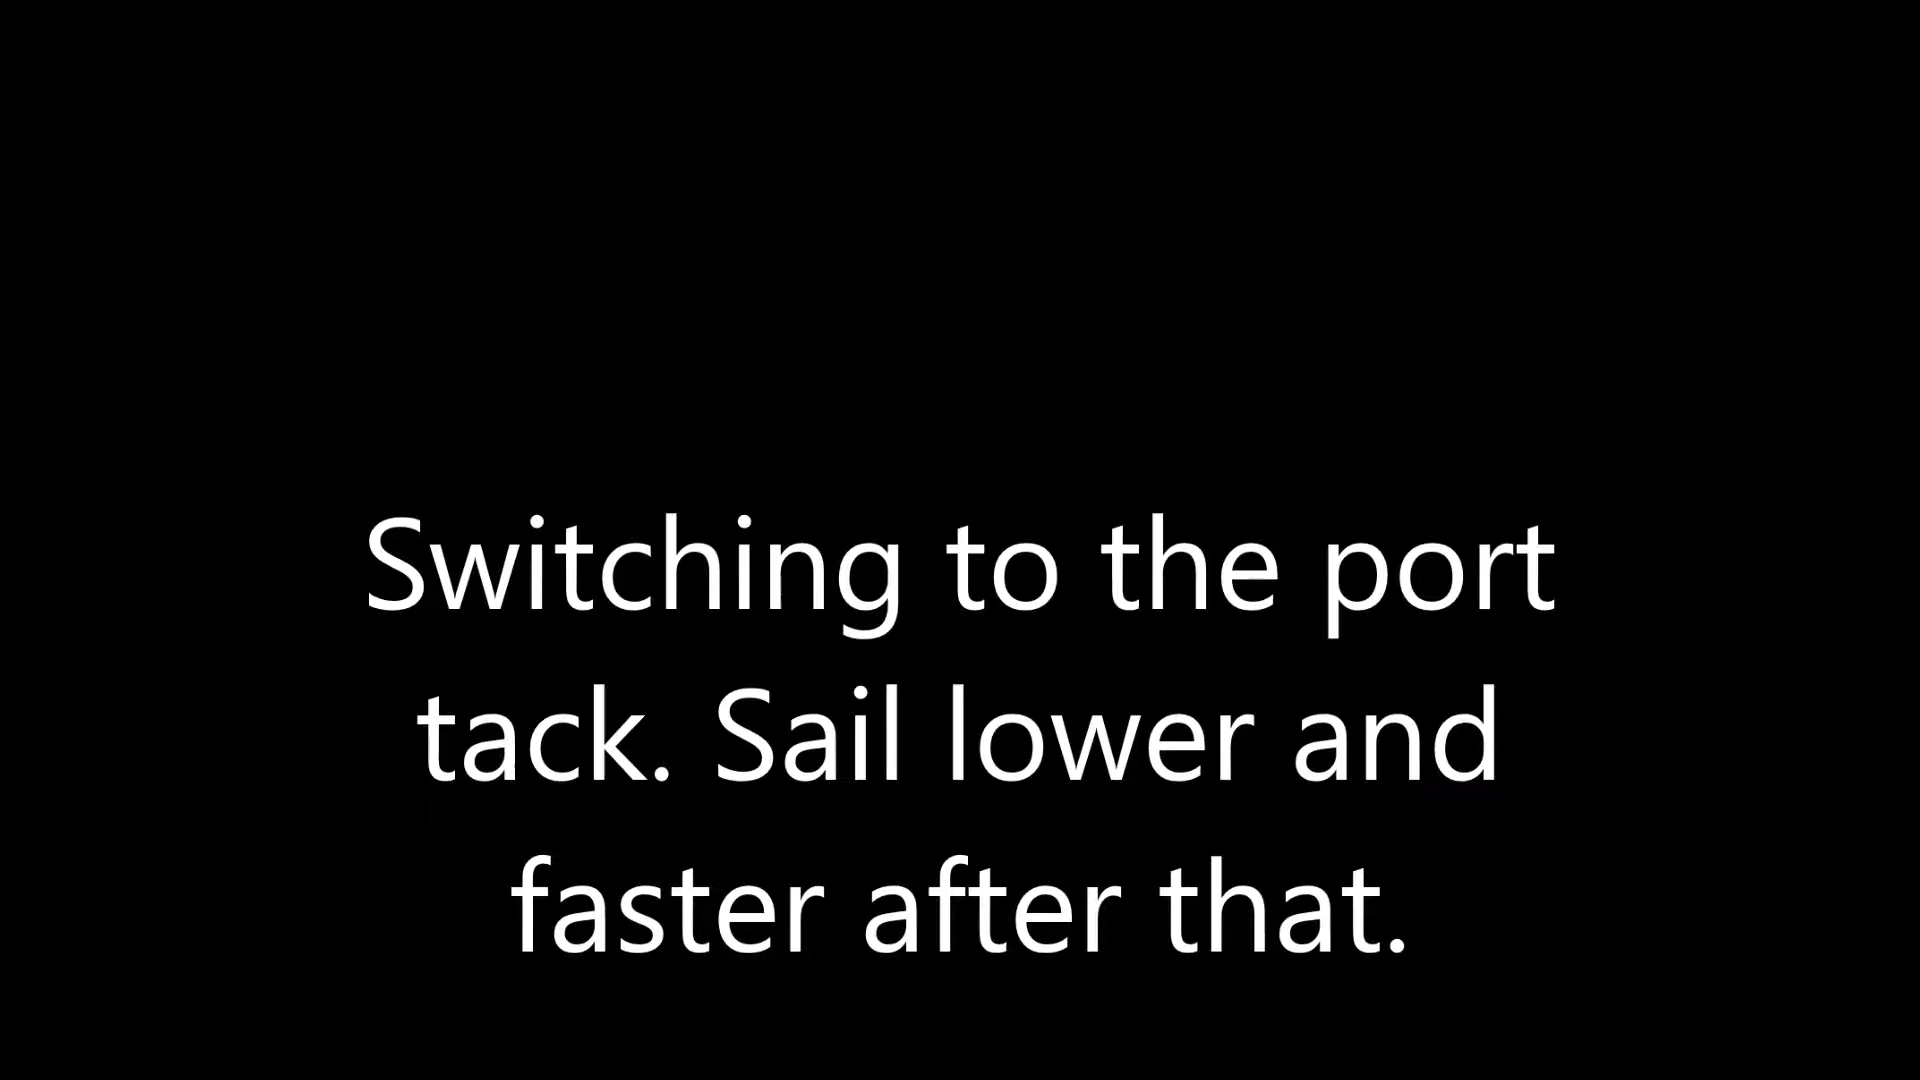 Switching to the port
tack. Sail lower and
faster after that.